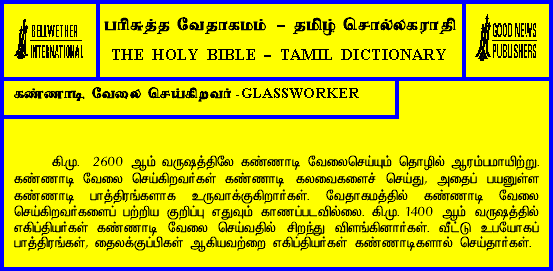 BELLWETHER
INTERNATIONAL
பரிசுத்த வேதாகமம் – தமிழ் சொல்லகராதி
THE HOLY BIBLE – TAMIL DICTIONARY
GOOD NEWS
PUBLISHERS
கண்ணாடி வேலை செய்கிறவர் -GLASSWORKER
கி.மு. 2600 ஆம் வருஷத்திலே கண்ணாடி வேலைசெய்யும் தொழில் ஆரம்பமாயிற்று.
கண்ணாடி வேலை செய்கிறவர்கள் கண்ணாடி கலவைகளைச் செய்து, அதைப் பயனுள்ள
கண்ணாடி பாத்திரங்களாக உருவாக்குகிறார்கள். வேதாகமத்தில் கண்ணாடி வேலை
செய்கிறவர்களைப் பற்றிய குறிப்பு எதுவும் காணப்படவில்லை. கி.மு. 1400 ஆம் வருஷத்தில்
எகிப்தியர்கள் கண்ணாடி வேலை செய்வதில் சிறந்து விளங்கினார்கள். வீட்டு உபயோகப்
பாத்திரங்கள், தைலக்குப்பிகள் ஆகியவற்றை எகிப்தியர்கள் கண்ணாடிகளால் செய்தார்கள்.